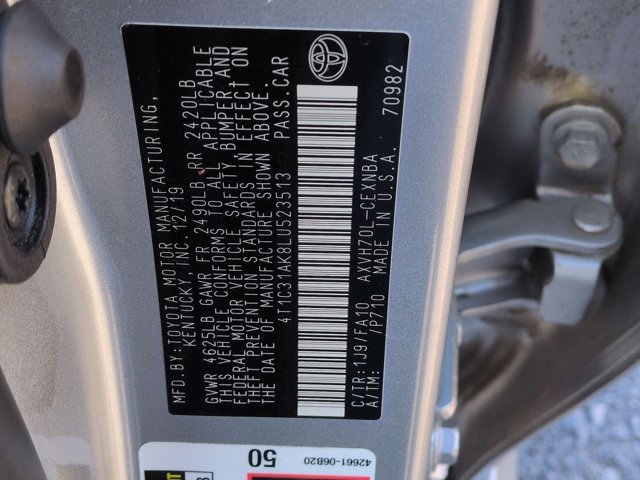 MFD BY: TOYOTA MOTOR MANUFACTURING,
KENTUCKY, INC. 12/19
GVWR 4625LB GAWR FR 2490LB RR 2420LB
THIS VEHICLE CONFORMS TO ALL APPLICABLE
FEDERAL MOTOR VEHICLE SAFETY, BUMPER AND
THEFT PREVENTION STANDARDS IN EFFECT ON
THE DATE OF MANUFACTURE SHOWN ABOVE.
4T1C31AK8LU523513 PASS.CAR
C/TR:1J9/FA10 AXVH70L-CEXNBA
A/TM: /P710 MADE IN U.S.A. 70982
50
42661-06B20